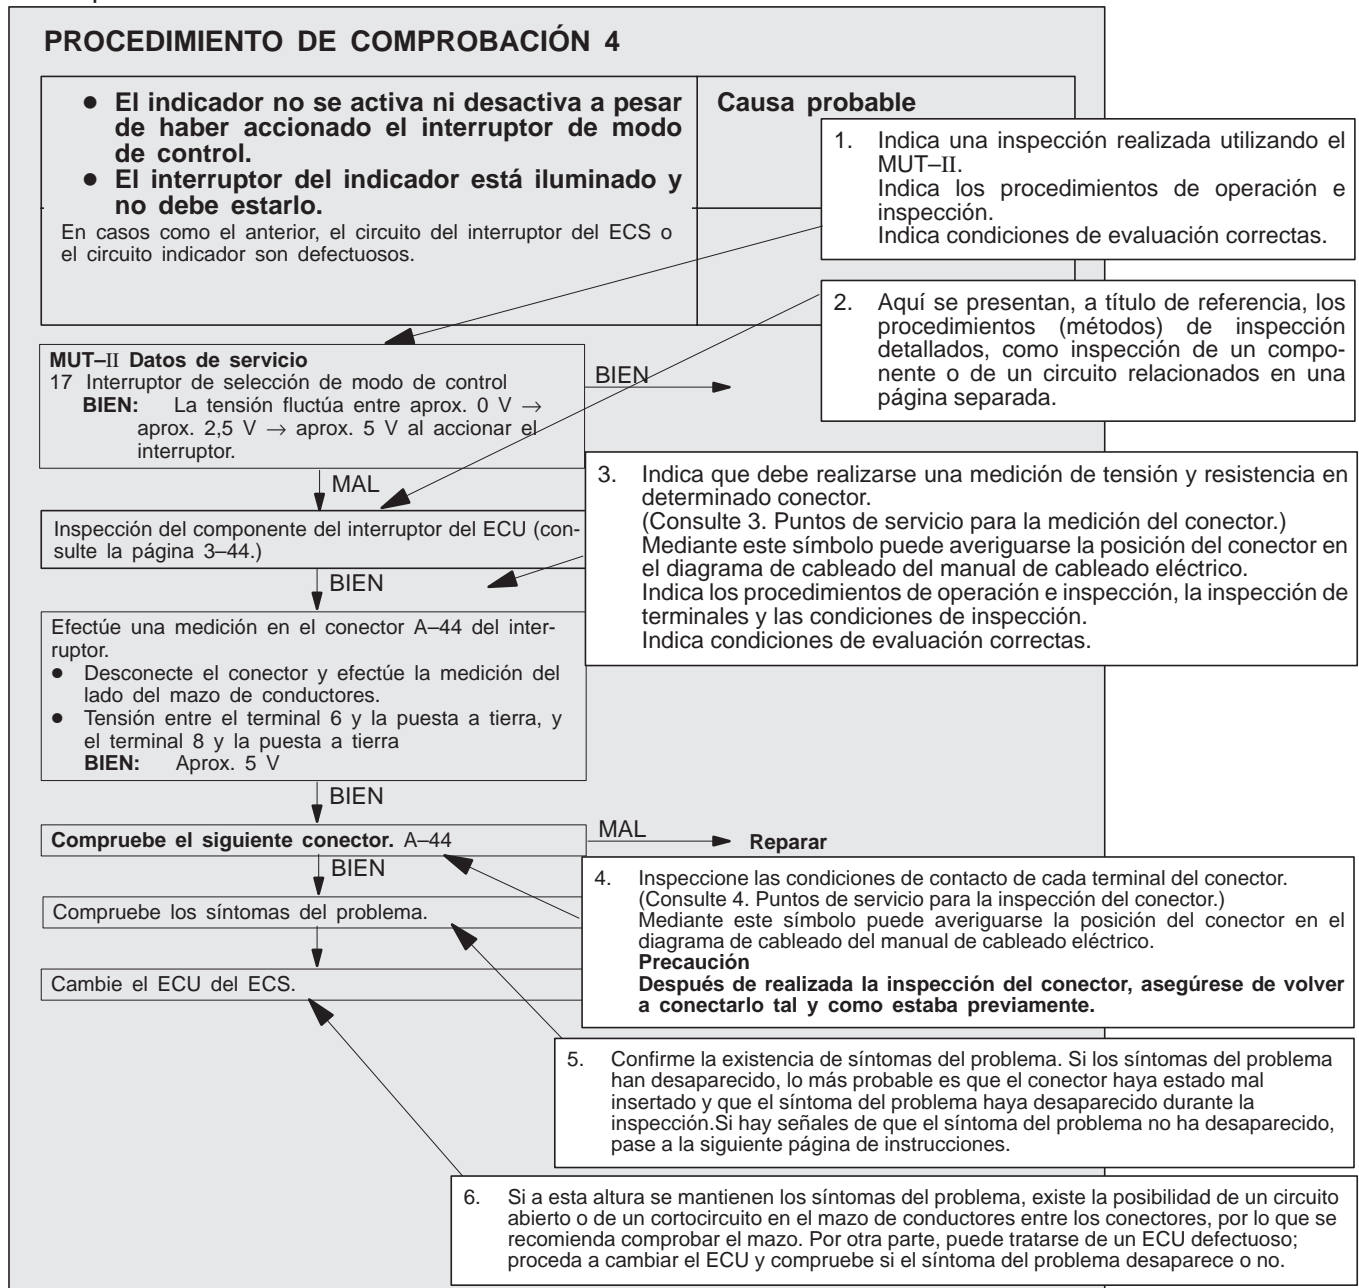 PROCEDIMIENTO DE COMPROBACIÓN 4
● El indicador no se activa ni desactiva a pesar
de haber accionado el interruptor de modo
de control.
● El interruptor del indicador está iluminado y
no debe estarlo.
En casos como el anterior, el circuito del interruptor del ECS o
el circuito indicador son defectuosos.
Causa probable
1. Indica una inspección realizada utilizando el
MUT–II.
Indica los procedimientos de operación e
inspección.
Indica condiciones de evaluación correctas.
2. Aquí se presentan, a título de referencia, los
procedimientos (métodos) de inspección
detallados, como inspección de un compo-
nente o de un circuito relacionados en una
página separada.
MUT–II Datos de servicio
17 Interruptor de selección de modo de control
BIEN: La tensión fluctúa entre aprox. 0 V →
aprox. 2,5 V → aprox. 5 V al accionar el
interruptor.
BIEN
MAL
Inspección del componente del interruptor del ECU (con-
sulte la página 3–44.)
BIEN
3. Indica que debe realizarse una medición de tensión y resistencia en
determinado conector.
(Consulte 3. Puntos de servicio para la medición del conector.)
Mediante este símbolo puede averiguarse la posición del conector en
el diagrama de cableado del manual de cableado eléctrico.
Indica los procedimientos de operación e inspección, la inspección de
terminales y las condiciones de inspección.
Indica condiciones de evaluación correctas.
Efectúe una medición en el conector A–44 del inter-
ruptor.
● Desconecte el conector y efectúe la medición del
lado del mazo de conductores.
● Tensión entre el terminal 6 y la puesta a tierra, y
el terminal 8 y la puesta a tierra
BIEN: Aprox. 5 V
BIEN
Compruebe el siguiente conector. A–44
MAL
Reparar
BIEN
4. Inspeccione las condiciones de contacto de cada terminal del conector.
(Consulte 4. Puntos de servicio para la inspección del conector.)
Mediante este símbolo puede averiguarse la posición del conector en el
diagrama de cableado del manual de cableado eléctrico.
Precaución
Después de realizada la inspección del conector, asegúrese de volver
a conectarlo tal y como estaba previamente.
Compruebe los síntomas del problema.
Cambie el ECU del ECS.
5. Confirme la existencia de síntomas del problema. Si los síntomas del problema
han desaparecido, lo más probable es que el conector haya estado mal
insertado y que el síntoma del problema haya desaparecido durante la
inspección.Si hay señales de que el síntoma del problema no ha desaparecido,
pase a la siguiente página de instrucciones.
6. Si a esta altura se mantienen los síntomas del problema, existe la posibilidad de un circuito
abierto o de un cortocircuito en el mazo de conductores entre los conectores, por lo que se
recomienda comprobar el mazo. Por otra parte, puede tratarse de un ECU defectuoso;
proceda a cambiar el ECU y compruebe si el síntoma del problema desaparece o no.